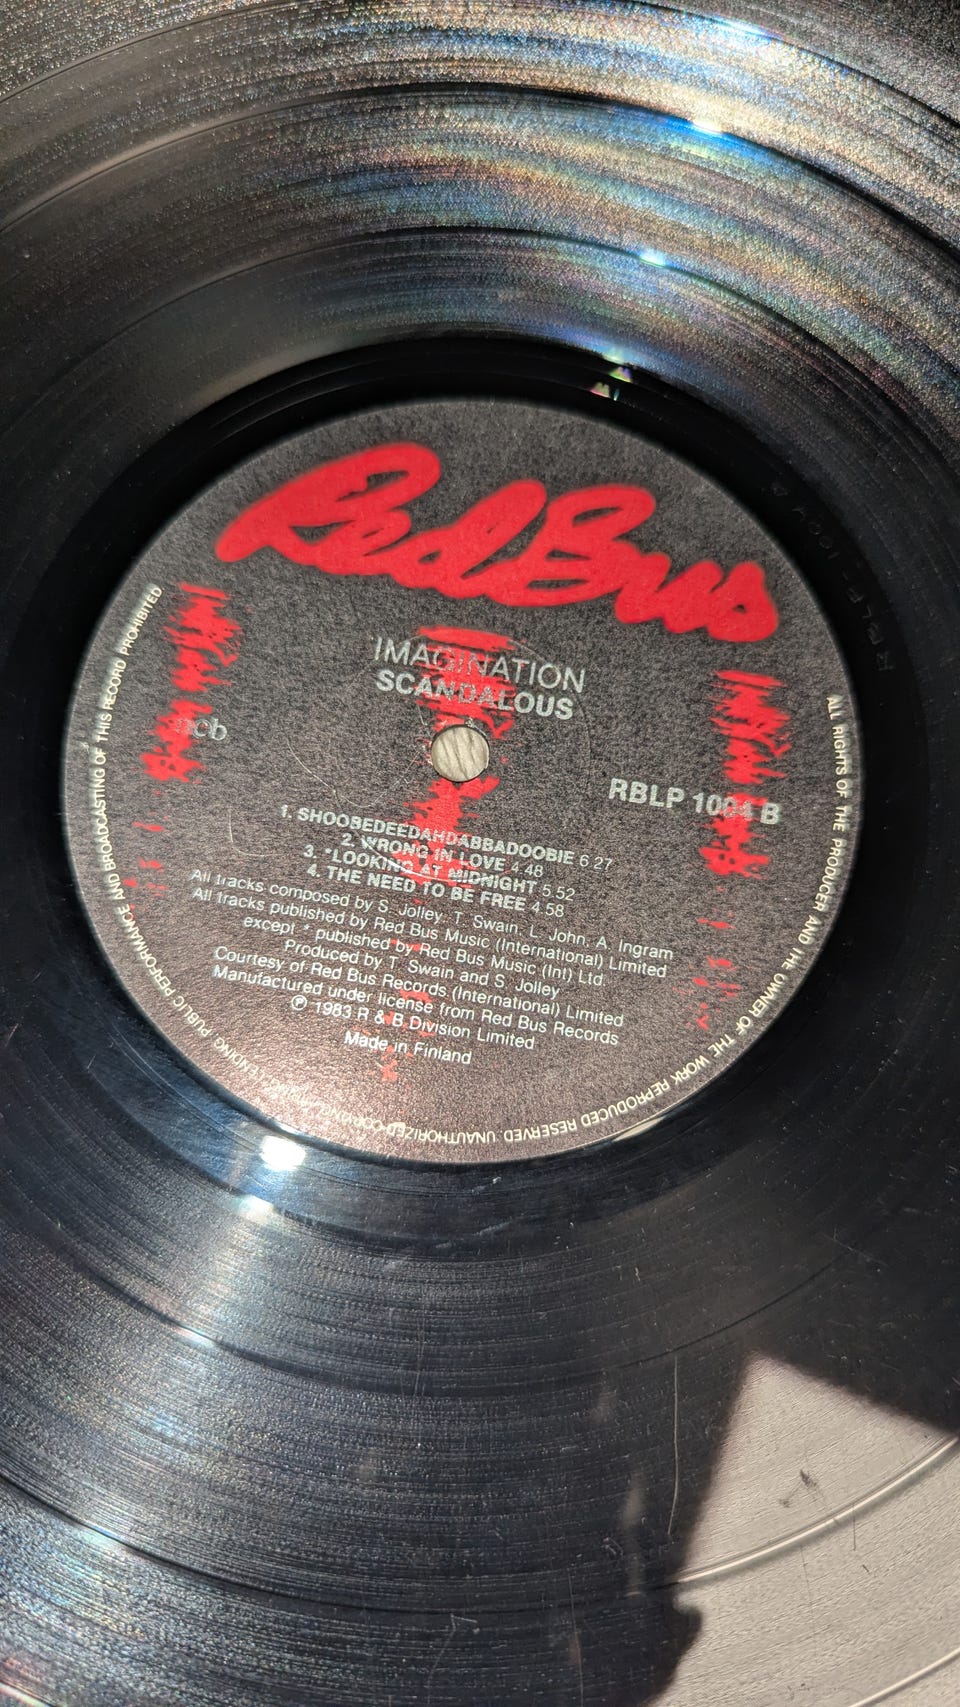 Red Bus
IMAGINATION
SCANDALOUS
ncb
RBLP 1004 B
1. SHOOBEDEEDAHDABBADOOBIE 6 27
2. WRONG IN LOVE 4:48
3. *LOOKING AT MIDNIGHT 5 52
4. THE NEED TO BE FREE 4:58
All tracks composed by S. Jolley, T. Swain, L. John, A. Ingram
All tracks published by Red Bus Music (International) Limited
except * published by Red Bus Music (Int) Ltd.
Produced by T. Swain and S. Jolley
Courtesy of Red Bus Records (International) Limited
Manufactured under license from Red Bus Records
℗ 1983 R & B Division Limited
Made in Finland
ALL RIGHTS OF THE PRODUCER AND THE OWNER OF THE WORK REPRODUCED RESERVED. UNAUTHORIZED COPYING, LENDING, PUBLIC PERFORMANCE AND BROADCASTING OF THIS RECORD PROHIBITED
RBLP 1004 A